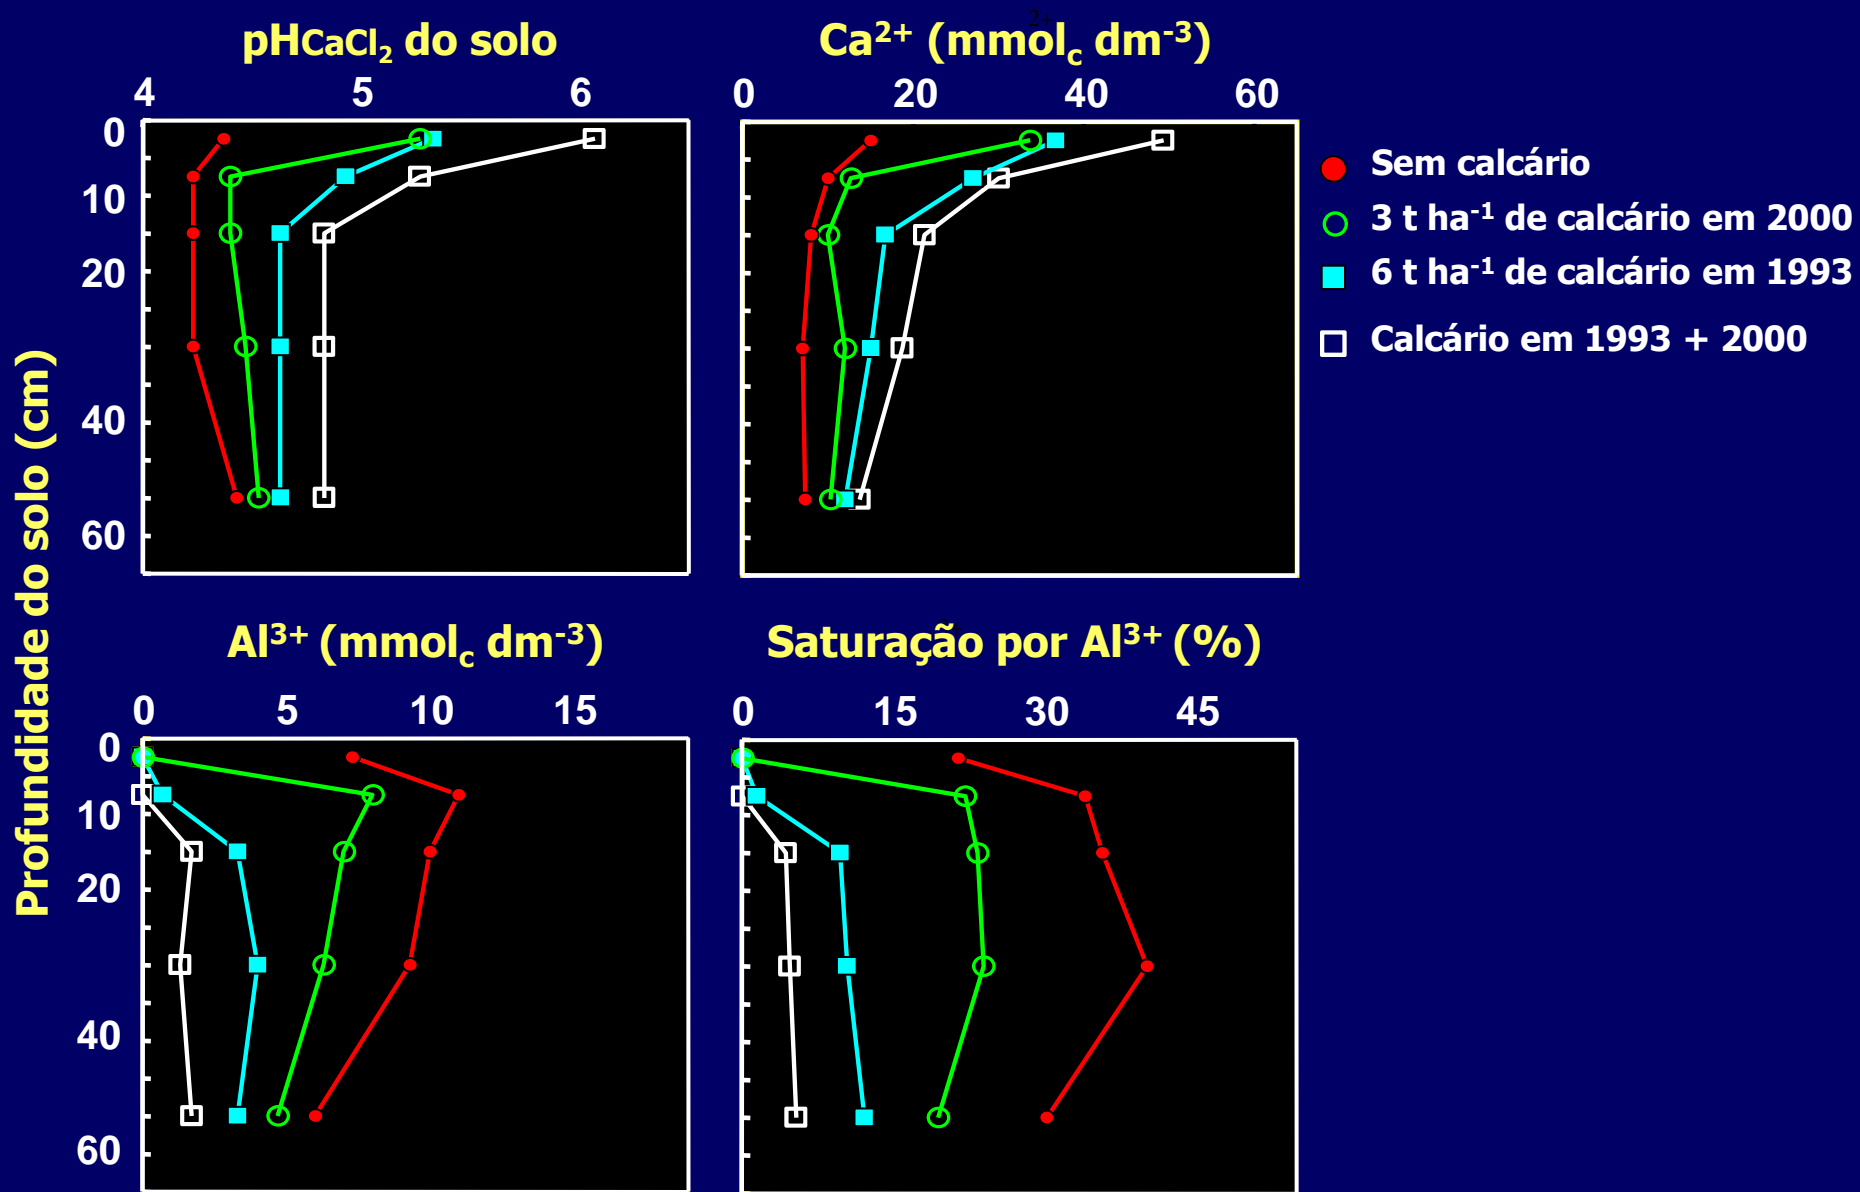 2+
pHCaCl₂ do solo
Ca²⁺ (mmol_c dm⁻³)
4 5 6
0 20 40 60
0
10
20
40
60
Sem calcário
3 t ha⁻¹ de calcário em 2000
6 t ha⁻¹ de calcário em 1993
Calcário em 1993 + 2000
Profundidade do solo (cm)
Al³⁺ (mmol_c dm⁻³)
Saturação por Al³⁺ (%)
0 5 10 15
0 15 30 45
0
10
20
40
60